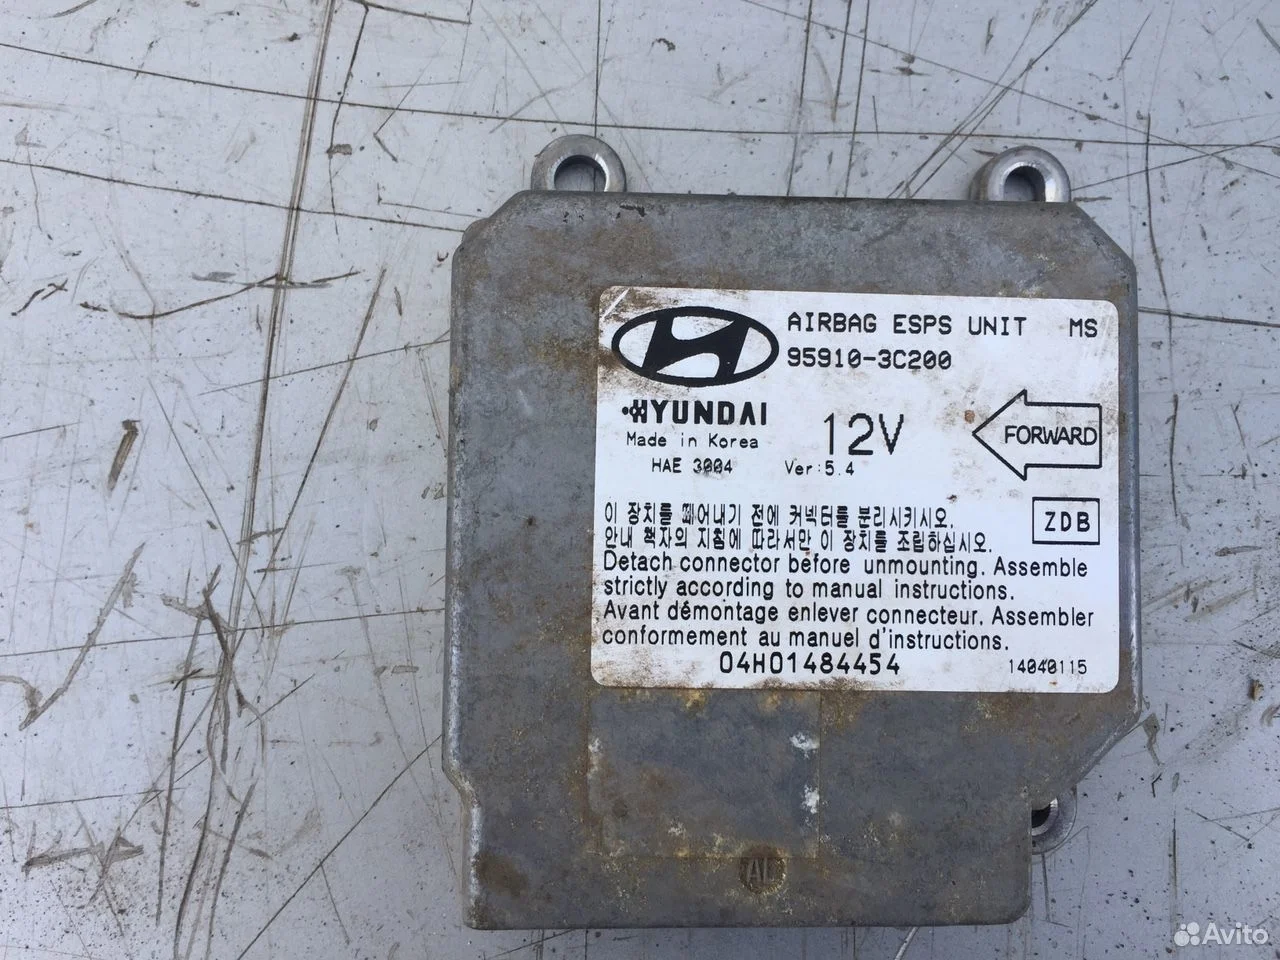 AIRBAG ESPS UNIT MS
95910-3C200
HYUNDAI
Made in Korea
12V
FORWARD
HAE 3004
Ver:5.4
이 장치를 떼어내기 전에 커넥터를 분리시키시오.
안내 책자의 지침에 따라서만 이 장치를 조립하십시오.
ZDB
Detach connector before unmounting. Assemble
strictly according to manual instructions.
Avant démontage enlever connecteur. Assembler
conformement au manuel d'instructions.
04H01484454
14040115
AL
Avito